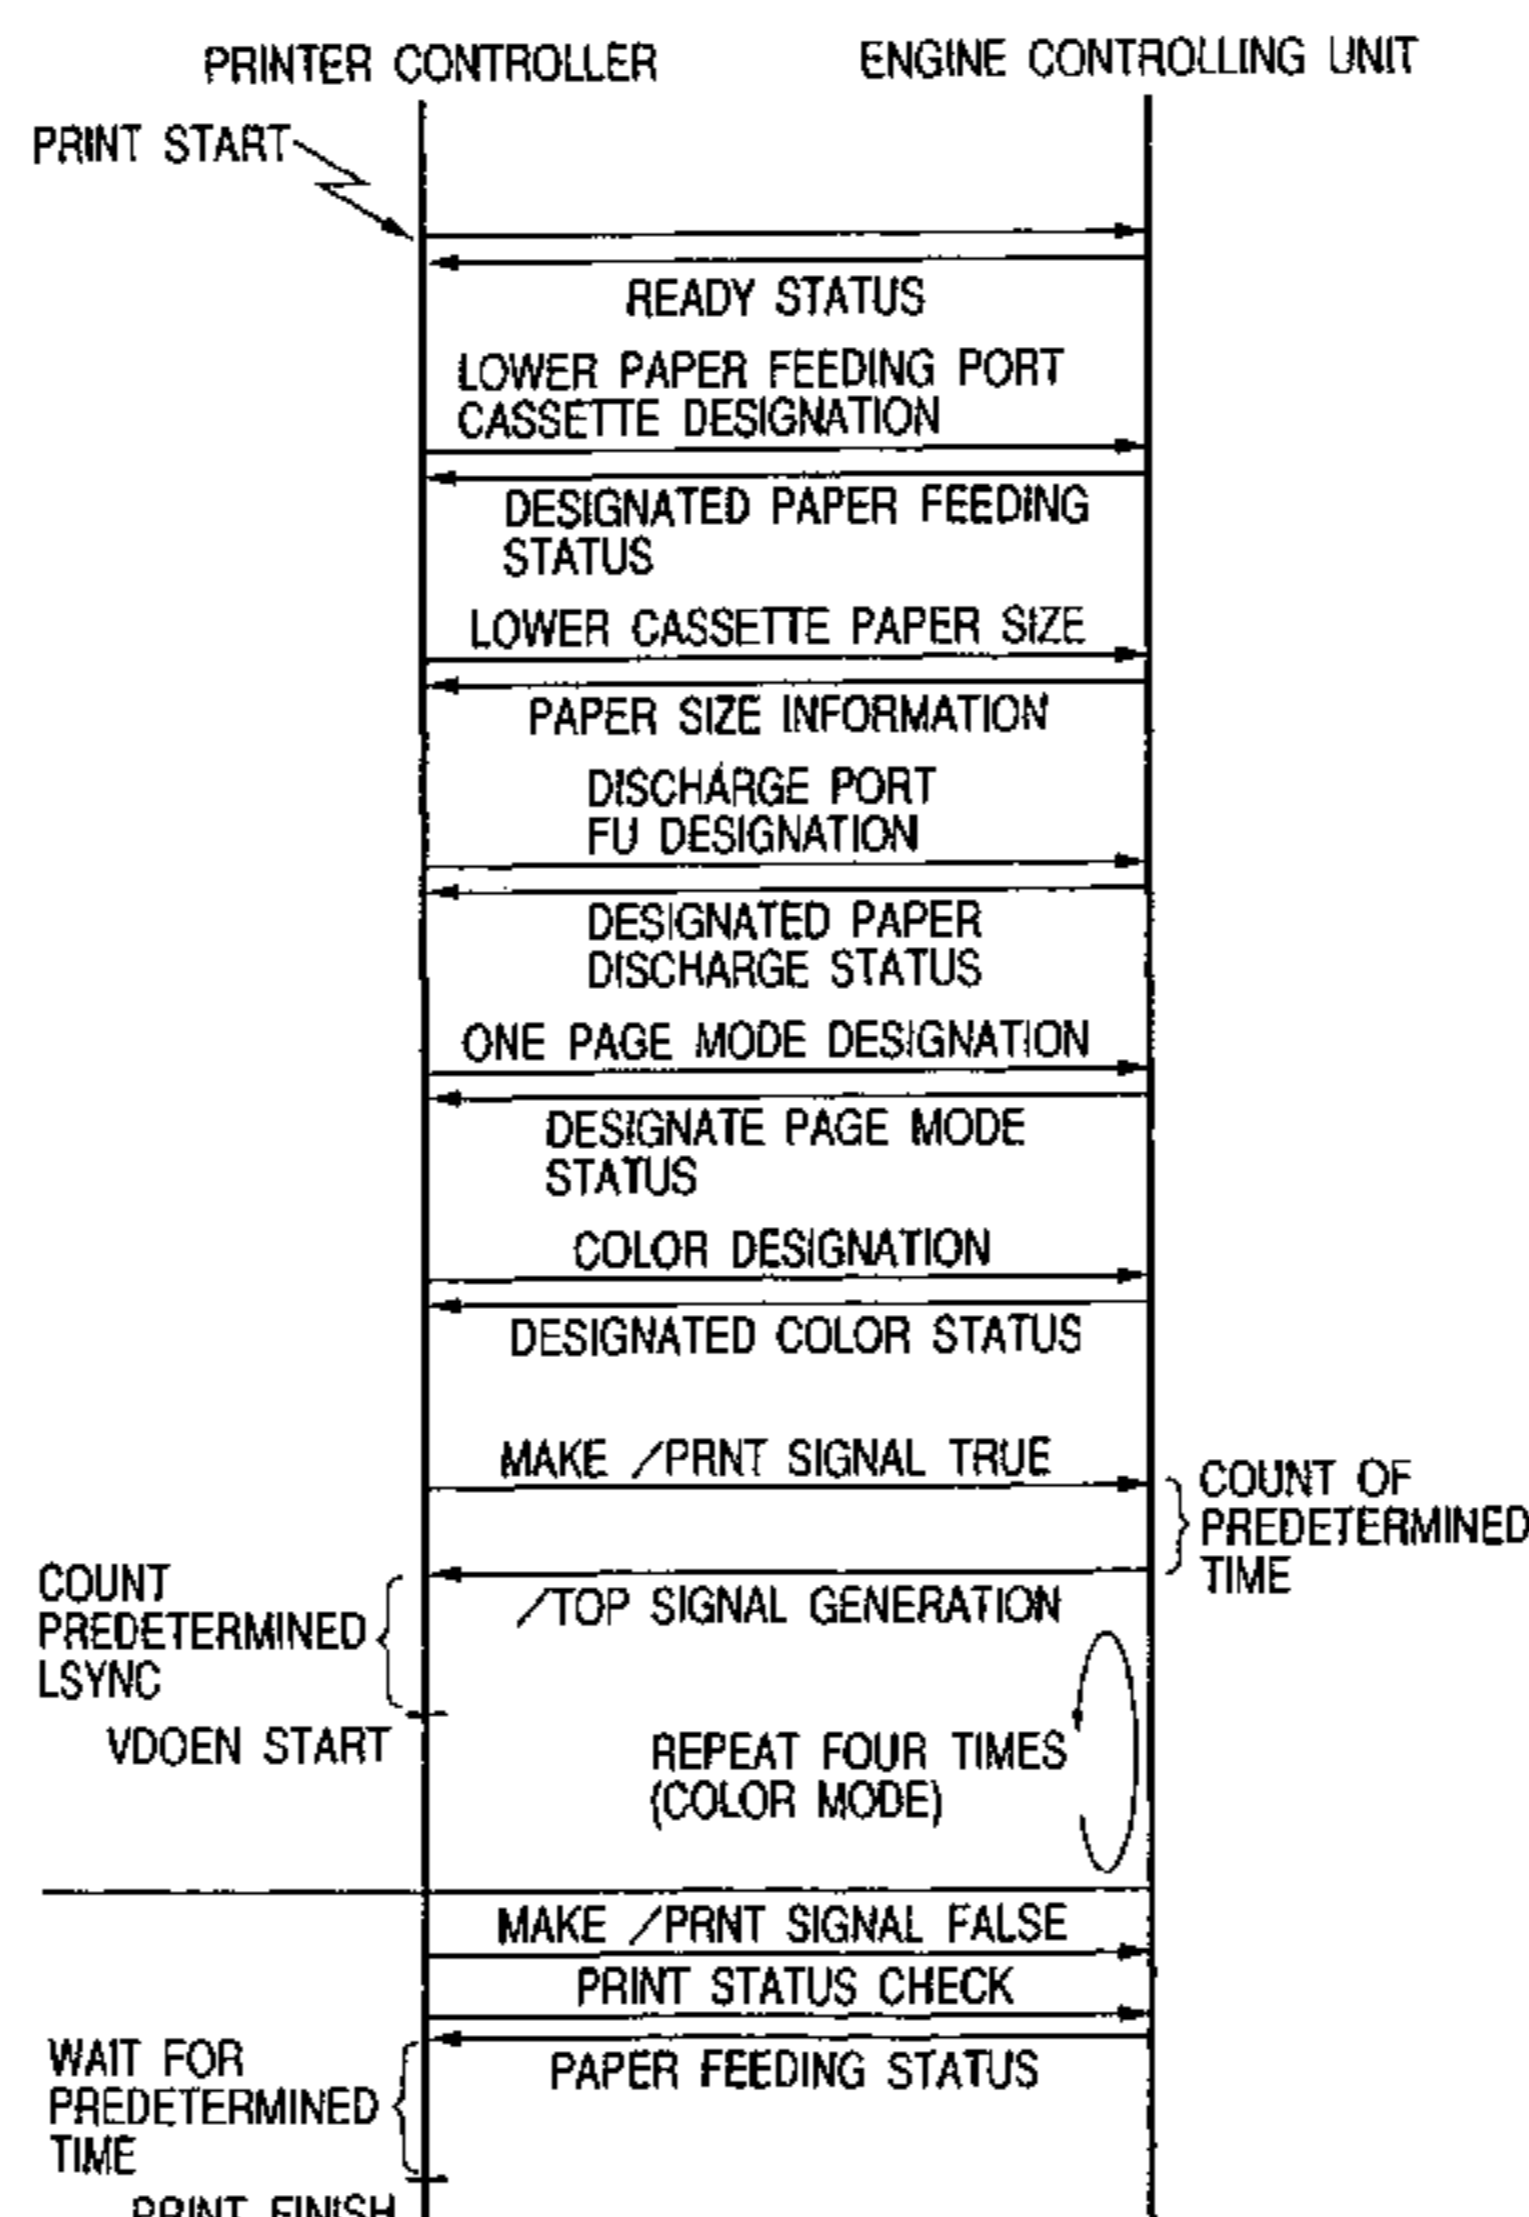 PRINTER CONTROLLER
ENGINE CONTROLLING UNIT
PRINT START
READY STATUS
LOWER PAPER FEEDING PORT
CASSETTE DESIGNATION
DESIGNATED PAPER FEEDING
STATUS
LOWER CASSETTE PAPER SIZE
PAPER SIZE INFORMATION
DISCHARGE PORT
FU DESIGNATION
DESIGNATED PAPER
DISCHARGE STATUS
ONE PAGE MODE DESIGNATION
DESIGNATE PAGE MODE
STATUS
COLOR DESIGNATION
DESIGNATED COLOR STATUS
MAKE /PRNT SIGNAL TRUE
COUNT OF
PREDETERMINED
TIME
/TOP SIGNAL GENERATION
COUNT
PREDETERMINED
LSYNC
VDOEN START
REPEAT FOUR TIMES
(COLOR MODE)
MAKE /PRNT SIGNAL FALSE
PRINT STATUS CHECK
PAPER FEEDING STATUS
WAIT FOR
PREDETERMINED
TIME
PRINT FINISH